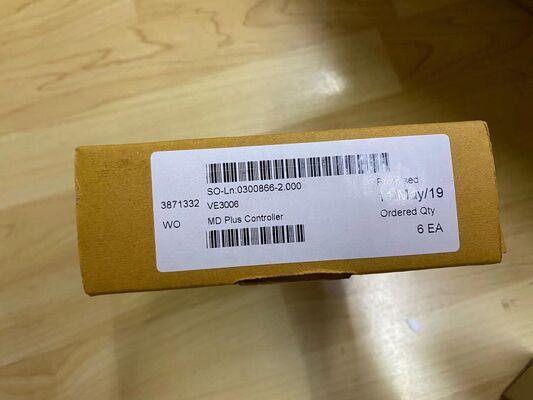 SO-Ln:0300866-2.000
3871332 VE3006
WO MD Plus Controller
May/19
Ordered Qty
6 EA